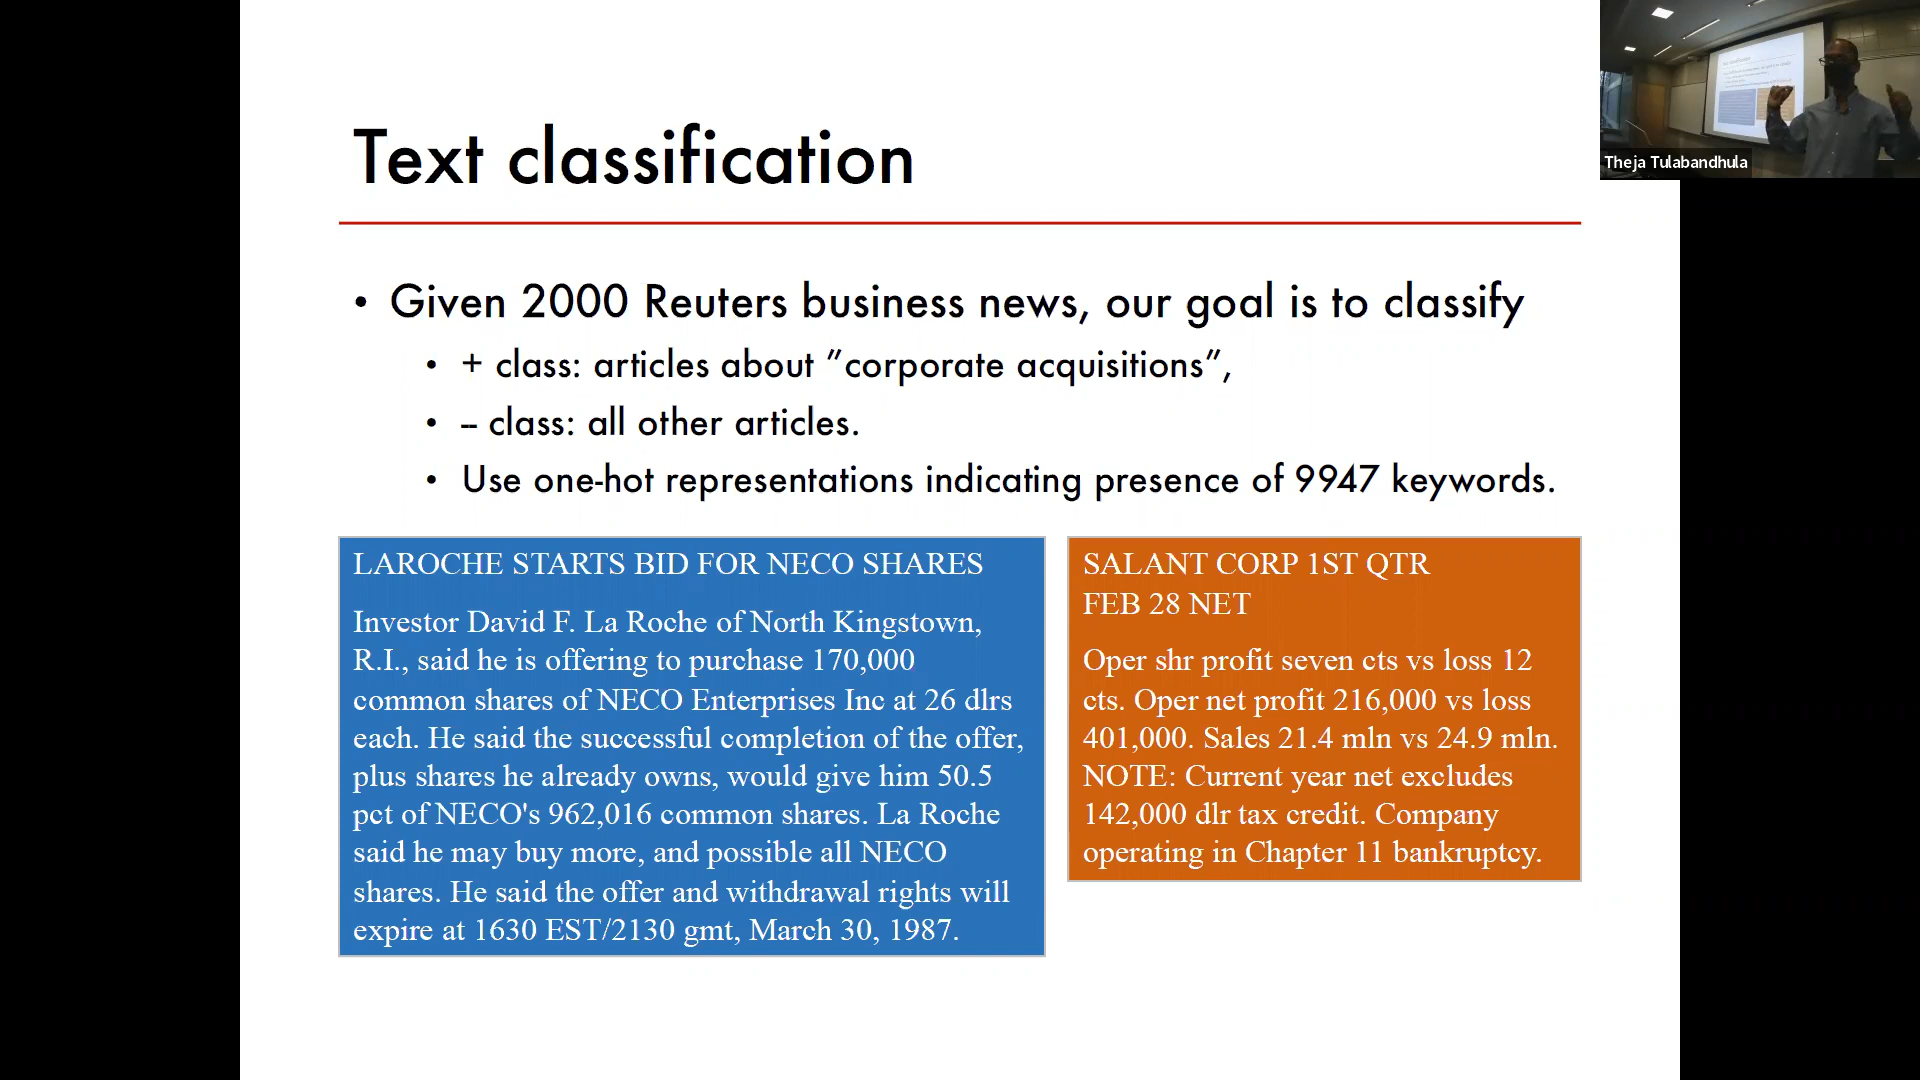 Text classification
• Given 2000 Reuters business news, our goal is to classify
• + class: articles about ”corporate acquisitions”,
• – class: all other articles.
• Use one-hot representations indicating presence of 9947 keywords.
LAROCHE STARTS BID FOR NECO SHARES
Investor David F. La Roche of North Kingstown,
R.I., said he is offering to purchase 170,000
common shares of NECO Enterprises Inc at 26 dlrs
each. He said the successful completion of the offer,
plus shares he already owns, would give him 50.5
pct of NECO's 962,016 common shares. La Roche
said he may buy more, and possible all NECO
shares. He said the offer and withdrawal rights will
expire at 1630 EST/2130 gmt, March 30, 1987.
SALANT CORP 1ST QTR
FEB 28 NET
Oper shr profit seven cts vs loss 12
cts. Oper net profit 216,000 vs loss
401,000. Sales 21.4 mln vs 24.9 mln.
NOTE: Current year net excludes
142,000 dlr tax credit. Company
operating in Chapter 11 bankruptcy.
Theja Tulabandhula